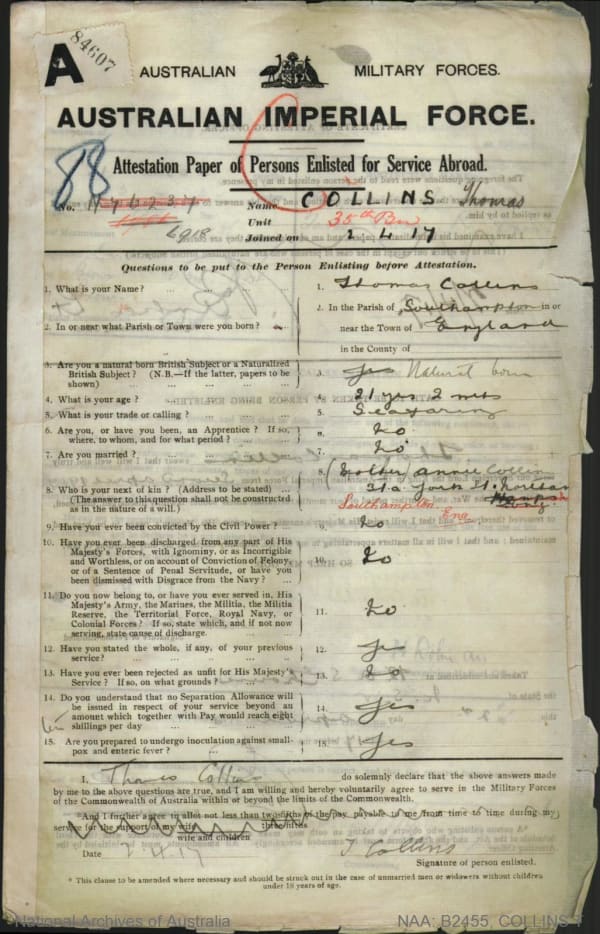 A 84607
AUSTRALIAN MILITARY FORCES.
AUSTRALIAN IMPERIAL FORCE.
88 Attestation Paper of Persons Enlisted for Service Abroad.
No. Name COLLINS Thomas
Unit 35th Bn
Joined on 2 4 17
Questions to be put to the Person Enlisting before Attestation.
1. What is your Name? ... 1. Thomas Collins
2. In or near what Parish or Town were you born? 2. In the Parish of Southampton in or
near the Town of England
in the County of
3. Are you a natural born British Subject or a Naturalized
British Subject? (N.B.—If the latter, papers to be
shown) 3. Yes Natural born
4. What is your age? 4. 21 yrs 2 mts
5. What is your trade or calling? 5. Seafaring
6. Are you, or have you been, an Apprentice? If so,
where, to whom, and for what period? 6. No
7. Are you married? 7. No
8. Who is your next of kin? (Address to be stated)
(The answer to this question shall not be constructed
as in the nature of a will.) 8. (Mother) Annie Collin
31a York St.
Southampton Eng
9. Have you ever been convicted by the Civil Power? 9. No
10. Have you ever been discharged from any part of His
Majesty's Forces, with Ignominy, or as Incorrigible
and Worthless, or on account of Conviction of Felony,
or of a Sentence of Penal Servitude, or have you
been dismissed with Disgrace from the Navy? 10. No
11. Do you now belong to, or have you ever served in, His
Majesty's Army, the Marines, the Militia, the Militia
Reserve, the Territorial Force, Royal Navy, or
Colonial Forces? If so, state which, and if not now
serving, state cause of discharge. 11. No
12. Have you stated the whole, if any, of your previous
service? 12. Yes
13. Have you ever been rejected as unfit for His Majesty's
Service? If so, on what grounds? 13. No
14. Do you understand that no Separation Allowance will
be issued in respect of your service beyond an
amount which together with Pay would reach eight
shillings per day 14. Yes
15. Are you prepared to undergo inoculation against small-
pox and enteric fever? 15. Yes
I, Thomas Collins do solemnly declare that the above answers made
by me to the above questions are true, and I am willing and hereby voluntarily agree to serve in the Military Forces
of the Commonwealth of Australia within or beyond the limits of the Commonwealth.
*And I further agree to allot not less than two-fifths of the pay payable to me from time to time during my
three-fifths
service for the support of my wife
wife and children
Date 2.4.17 T Collins
Signature of person enlisted.
* This clause to be amended where necessary and should be struck out in the case of unmarried men or widowers without children
under 18 years of age.
National Archives of Australia NAA: B2455, COLLINS T